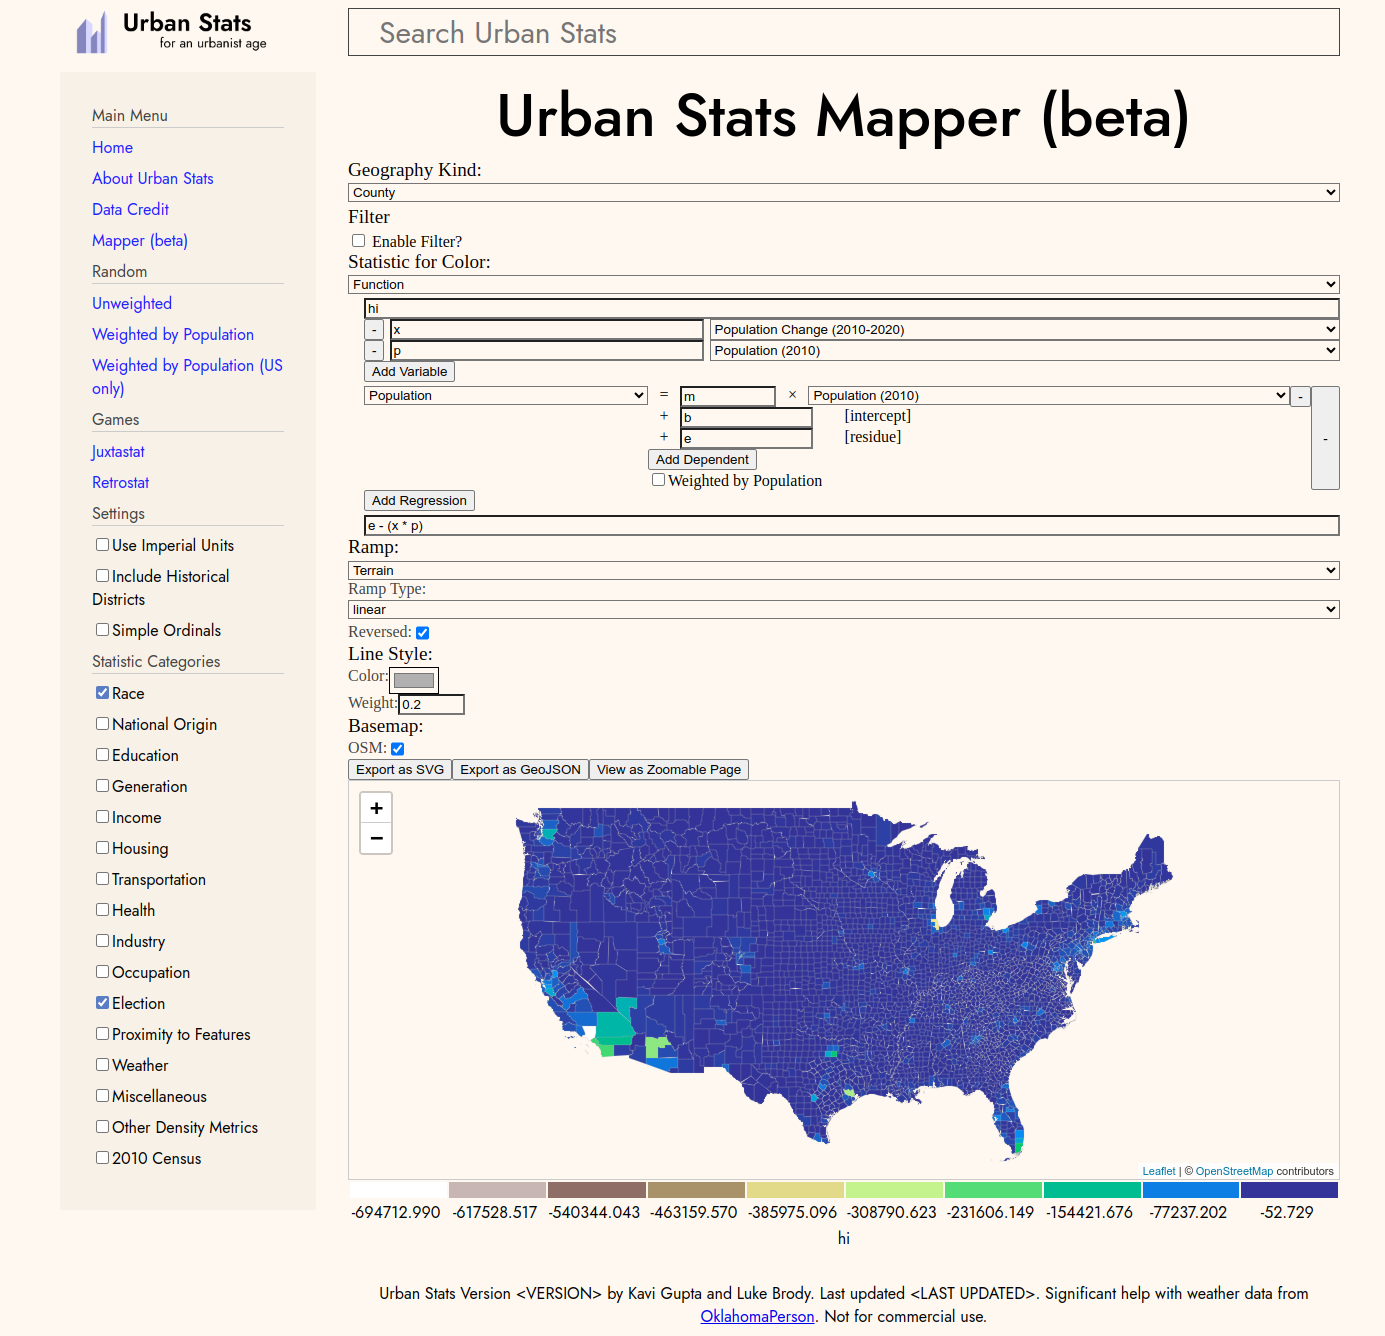 Urban Stats
for an urbanist age
Search Urban Stats
Main Menu
Home
About Urban Stats
Data Credit
Mapper (beta)
Random
Unweighted
Weighted by Population
Weighted by Population (US
only)
Games
Juxtastat
Retrostat
Settings
Use Imperial Units
Include Historical
Districts
Simple Ordinals
Statistic Categories
Race
National Origin
Education
Generation
Income
Housing
Transportation
Health
Industry
Occupation
Election
Proximity to Features
Weather
Miscellaneous
Other Density Metrics
2010 Census
Urban Stats Mapper (beta)
Geography Kind:
County
Filter
Enable Filter?
Statistic for Color:
Function
hi
- x Population Change (2010-2020)
- p Population (2010)
Add Variable
Population = m × Population (2010) - -
+ b [intercept]
+ e [residue]
Add Dependent
Weighted by Population
Add Regression
e - (x * p)
Ramp:
Terrain
Ramp Type:
linear
Reversed:
Line Style:
Color:
Weight: 0.2
Basemap:
OSM:
Export as SVG Export as GeoJSON View as Zoomable Page
+
−
Leaflet | © OpenStreetMap contributors
-694712.990 -617528.517 -540344.043 -463159.570 -385975.096 -308790.623 -231606.149 -154421.676 -77237.202 -52.729
hi
Urban Stats Version <VERSION> by Kavi Gupta and Luke Brody. Last updated <LAST UPDATED>. Significant help with weather data from
OklahomaPerson. Not for commercial use.